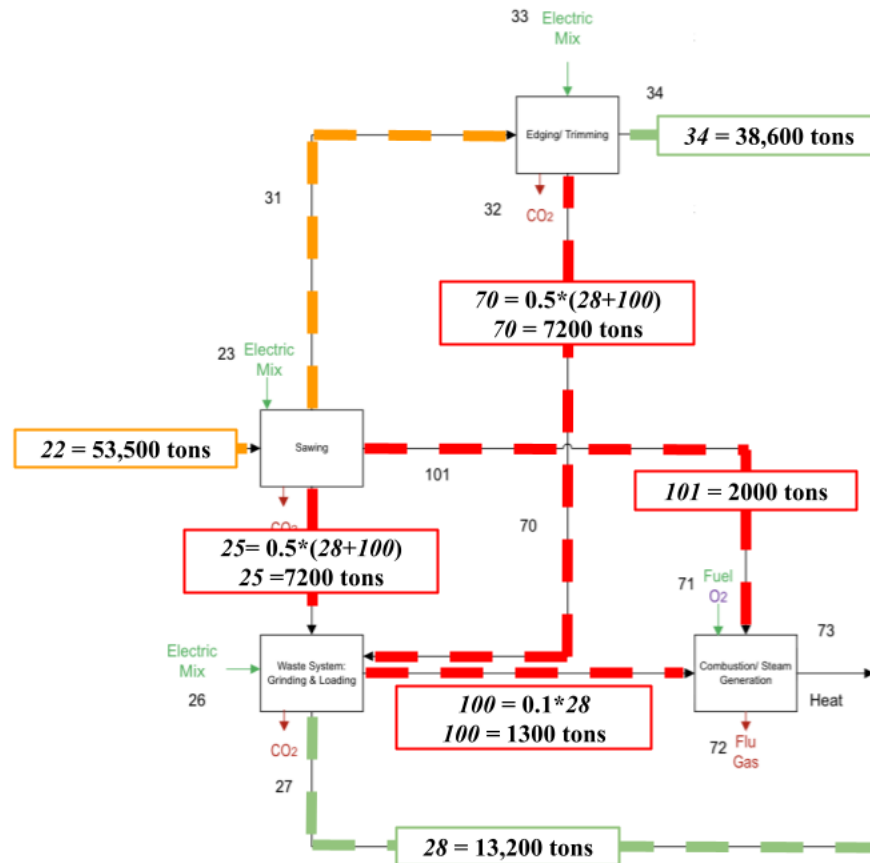 33
Electric
Mix
34
Edging/ Trimming
34 = 38,600 tons
31
32
CO2
70 = 0.5*(28+100)
70 = 7200 tons
23
Electric
Mix
22 = 53,500 tons
Sawing
101
101 = 2000 tons
CO2
25= 0.5*(28+100)
25 =7200 tons
70
71
Fuel
O2
73
Electric
Mix
26
Waste System:
Grinding & Loading
Combustion/ Steam
Generation
Heat
100 = 0.1*28
100 = 1300 tons
CO2
72
Flu
Gas
27
28 = 13,200 tons